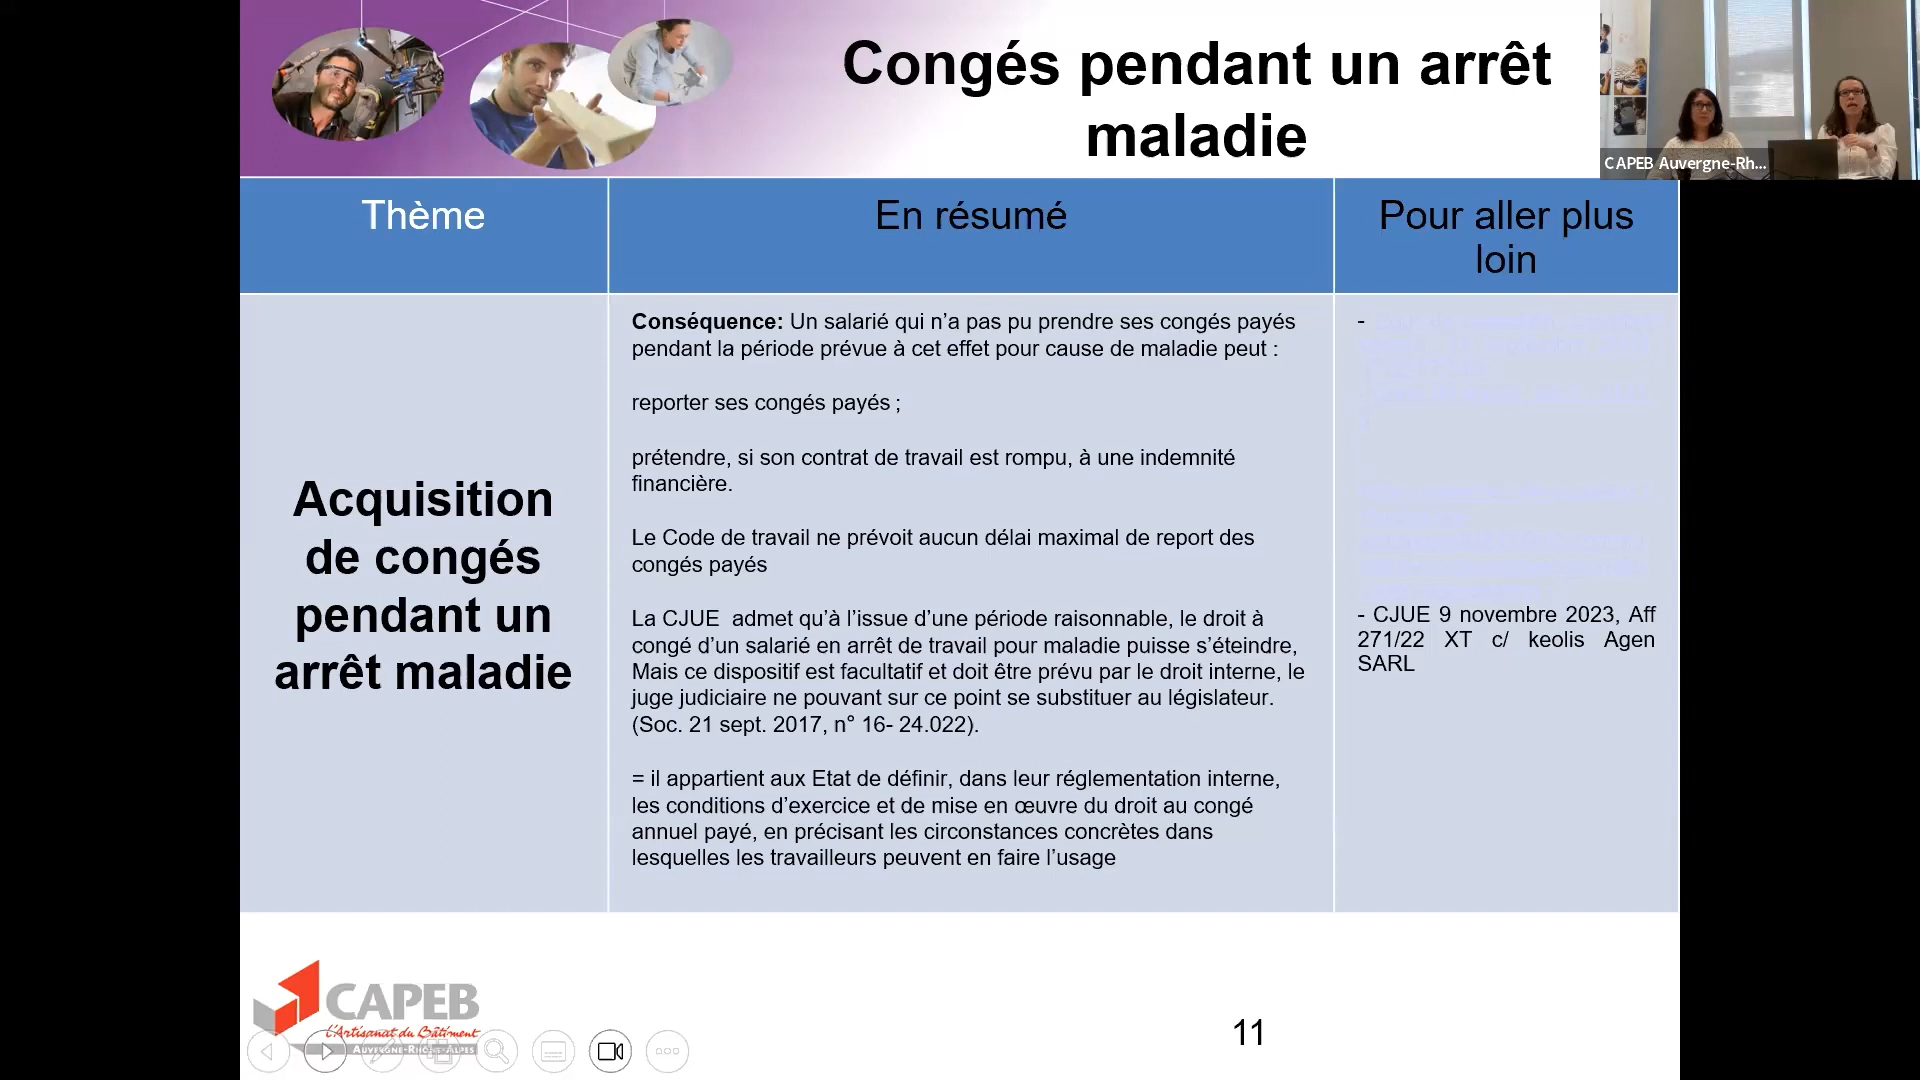 Congés pendant un arrêt
maladie
CAPEB Auvergne-Rh...
Thème
En résumé
Pour aller plus
loin
Acquisition
de congés
pendant un
arrêt maladie
Conséquence: Un salarié qui n’a pas pu prendre ses congés payés
pendant la période prévue à cet effet pour cause de maladie peut :
reporter ses congés payés ;
prétendre, si son contrat de travail est rompu, à une indemnité
financière.
Le Code de travail ne prévoit aucun délai maximal de report des
congés payés
La CJUE  admet qu’à l’issue d’une période raisonnable, le droit à
congé d’un salarié en arrêt de travail pour maladie puisse s’éteindre,
Mais ce dispositif est facultatif et doit être prévu par le droit interne, le
juge judiciaire ne pouvant sur ce point se substituer au législateur.
(Soc. 21 sept. 2017, n° 16- 24.022).
= il appartient aux Etat de définir, dans leur réglementation interne,
les conditions d’exercice et de mise en œuvre du droit au congé
annuel payé, en précisant les circonstances concrètes dans
lesquelles les travailleurs peuvent en faire l’usage
-
- CJUE 9 novembre 2023, Aff
271/22 XT c/ keolis Agen
SARL
CAPEB
L'Artisanat du Bâtiment
AUVERGNE-RHÔNE-ALPES
11